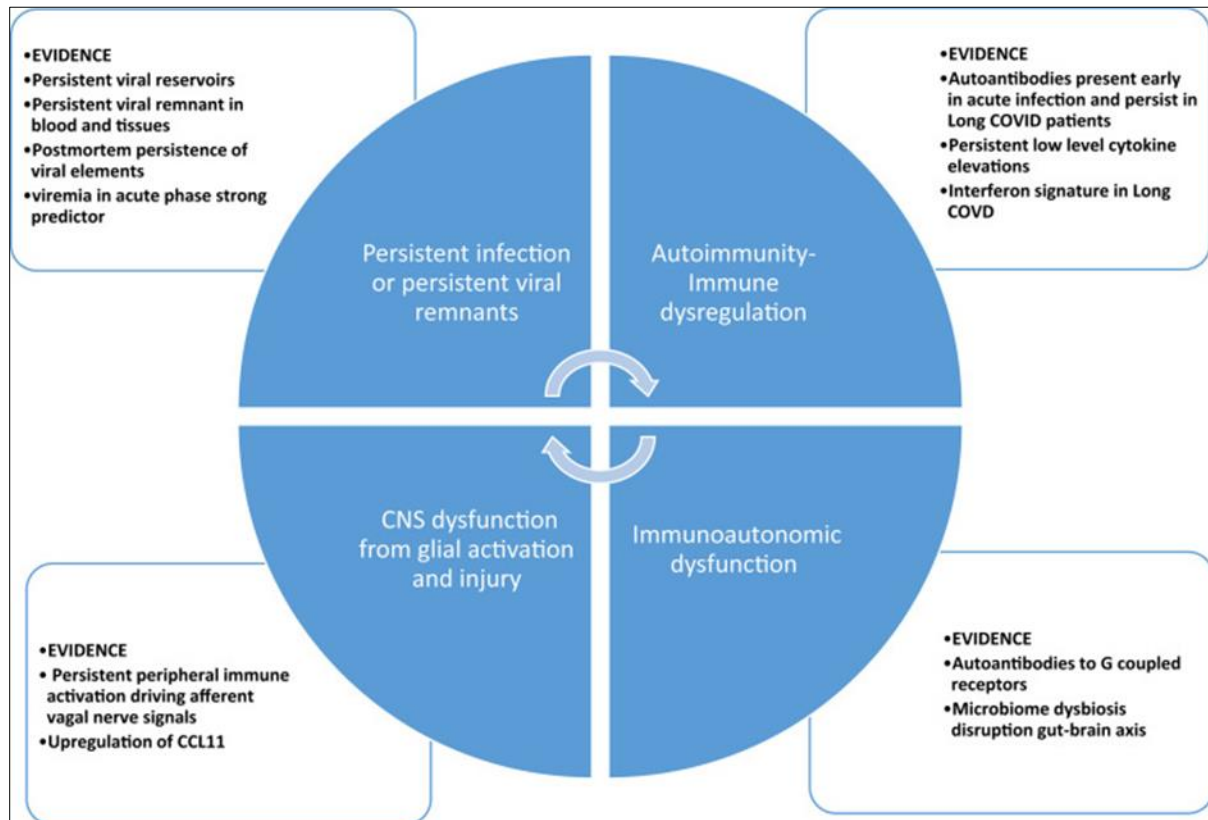 •EVIDENCE
•Persistent viral reservoirs
•Persistent viral remnant in
blood and tissues
•Postmortem persistence of
viral elements
•viremia in acute phase strong
predictor
•EVIDENCE
•Autoantibodies present early
in acute infection and persist in
Long COVID patients
•Persistent low level cytokine
elevations
•Interferon signature in Long
COVD
Persistent infection
or persistent viral
remnants
Autoimmunity-
Immune
dysregulation
CNS dysfunction
from glial activation
and injury
Immunoautonomic
dysfunction
•EVIDENCE
• Persistent peripheral immune
activation driving afferent
vagal nerve signals
•Upregulation of CCL11
•EVIDENCE
•Autoantibodies to G coupled
receptors
•Microbiome dysbiosis
disruption gut-brain axis